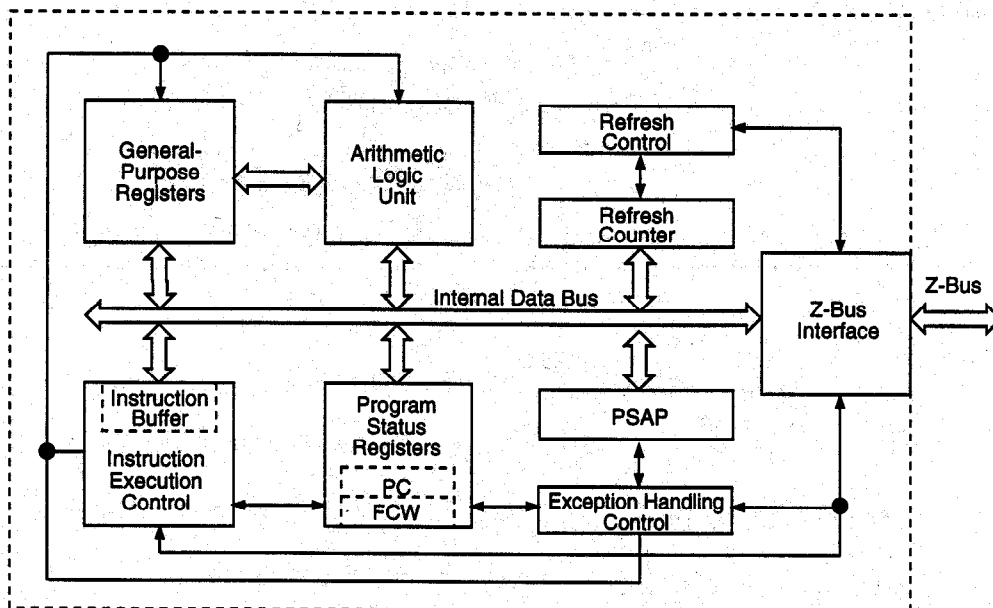 General-
Purpose
Registers
Arithmetic
Logic
Unit
Refresh
Control
Refresh
Counter
Internal Data Bus
Z-Bus
Interface
Z-Bus
Instruction
Buffer
Instruction
Execution
Control
Program
Status
Registers
PC
FCW
PSAP
Exception Handling
Control